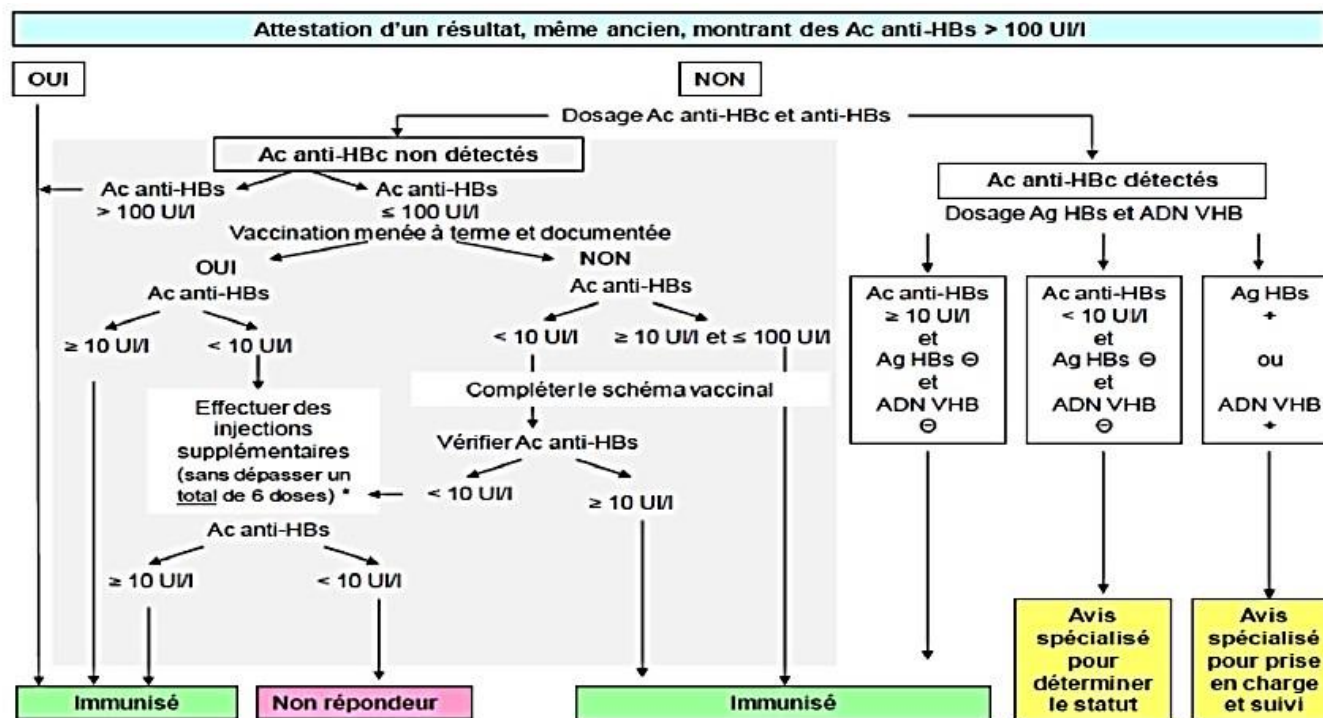 Attestation d'un résultat, même ancien, montrant des Ac anti-HBs > 100 UI/l
OUI
NON
Dosage Ac anti-HBc et anti-HBs
Ac anti-HBc non détectés
Ac anti-HBs
> 100 UI/l
Ac anti-HBs
≤ 100 UI/l
Vaccination menée à terme et documentée
OUI
Ac anti-HBs
≥ 10 UI/l
< 10 UI/l
Effectuer des
injections
supplémentaires
(sans dépasser un
total de 6 doses) *
Ac anti-HBs
≥ 10 UI/l
< 10 UI/l
NON
Ac anti-HBs
< 10 UI/l
≥ 10 UI/l et ≤ 100 UI/l
Compléter le schéma vaccinal
Vérifier Ac anti-HBs
< 10 UI/l
≥ 10 UI/l
Ac anti-HBc détectés
Dosage Ag HBs et ADN VHB
Ac anti-HBs
≥ 10 UI/l
et
Ag HBs ⊖
et
ADN VHB
⊖
Ac anti-HBs
< 10 UI/l
et
Ag HBs ⊖
et
ADN VHB
⊖
Ag HBs
+
ou
ADN VHB
+
Immunisé
Non répondeur
Immunisé
Avis
spécialisé
pour
déterminer
le statut
Avis
spécialisé
pour prise
en charge
et suivi